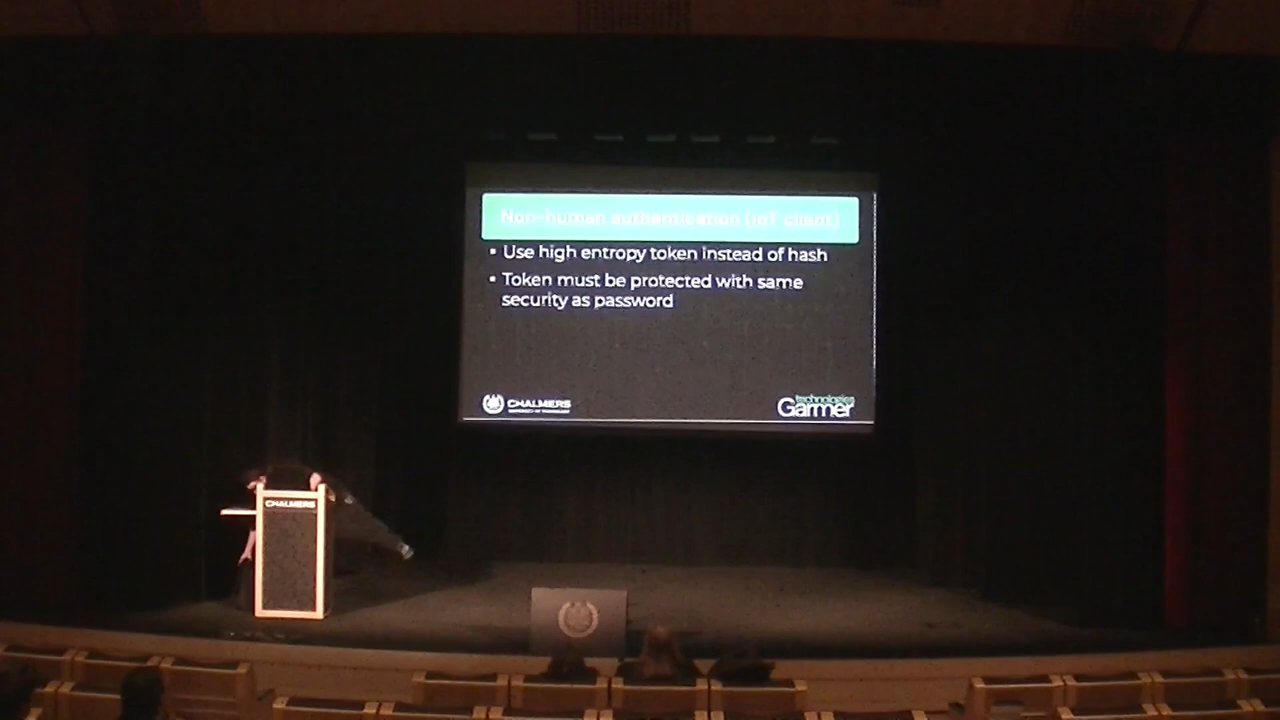 Non-human authentication (IoT client)
▪ Use high entropy token instead of hash
▪ Token must be protected with same
security as password
CHALMERS
technologies
Garmer
CHALMERS